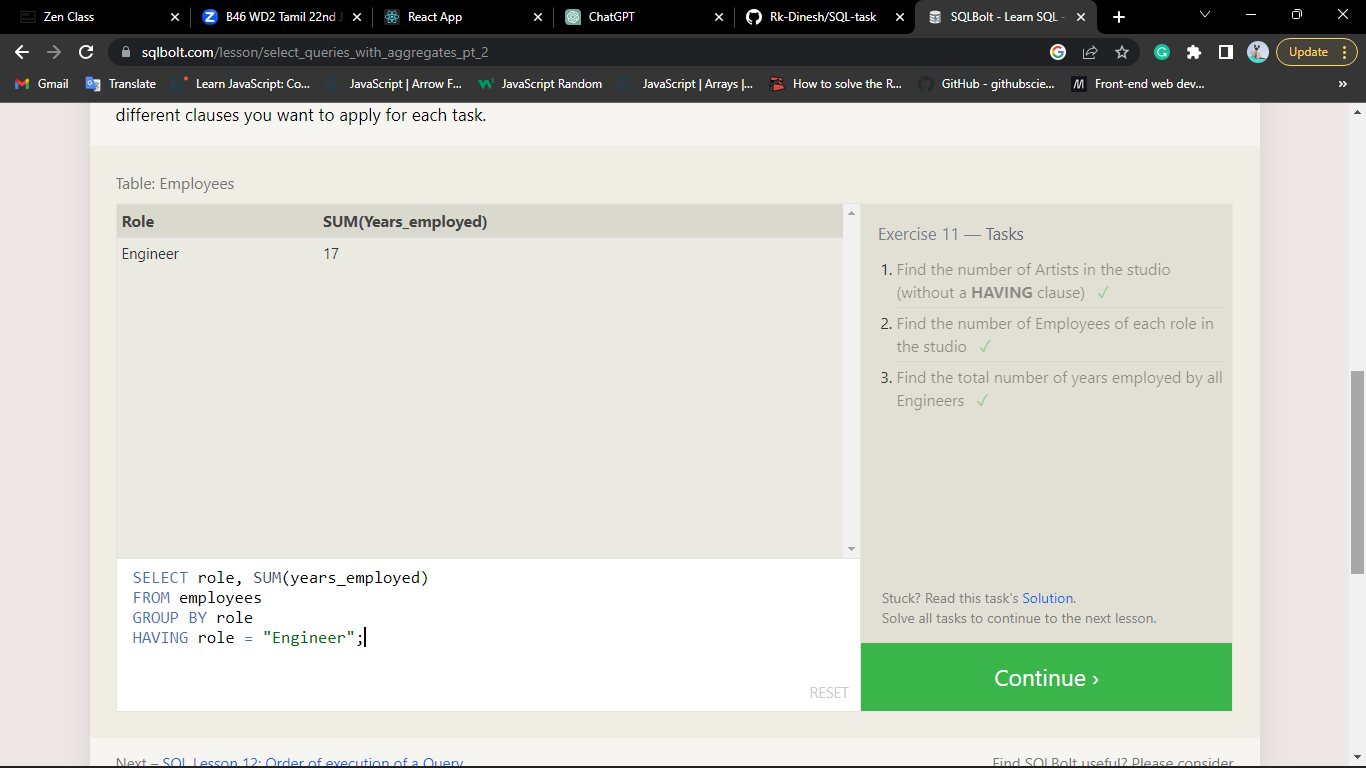 Zen Class
B46 WD2 Tamil 22nd J
React App
ChatGPT
Rk-Dinesh/SQL-task
SQLBolt - Learn SQL -
sqlbolt.com/lesson/select_queries_with_aggregates_pt_2
Update
Gmail
Translate
Learn JavaScript: Co...
JavaScript | Arrow F...
JavaScript Random
JavaScript | Arrays |...
How to solve the R...
GitHub - githubscie...
Front-end web dev...
»
different clauses you want to apply for each task.
Table: Employees
Role SUM(Years_employed)
Engineer 17
Exercise 11 — Tasks
1. Find the number of Artists in the studio
(without a HAVING clause) ✓
2. Find the number of Employees of each role in
the studio ✓
3. Find the total number of years employed by all
Engineers ✓
SELECT role, SUM(years_employed)
FROM employees
GROUP BY role
HAVING role = "Engineer";
RESET
Stuck? Read this task's Solution.
Solve all tasks to continue to the next lesson.
Continue ›
Next – SQL Lesson 12: Order of execution of a Query
Find SQLBolt useful? Please consider